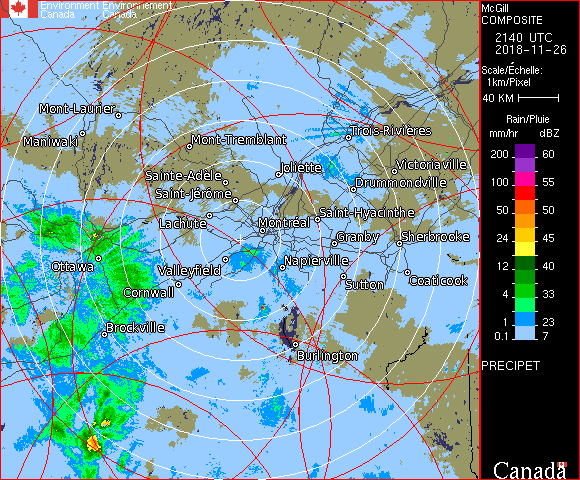 Environment Environnement
Canada Canada
Mont-Laurier
Maniwaki
Mont-Tremblant
Trois-Rivières
Joliette
Victoriaville
Sainte-Adèle
Drummondville
Saint-Jérôme
Saint-Hyacinthe
Lachute
Montréal
Granby
Sherbrooke
Ottawa
Valleyfield
Napierville
Coaticook
Sutton
Cornwall
Brockville
Burlington
McGill
COMPOSITE
2140 UTC
2018-11-26
Scale/Échelle:
1km/Pixel
40 KM
Rain/Pluie
mm/hr dBZ
200 60
100 55
50 50
24 45
12 40
4 33
1 23
0.1 7
PRECIPET
Canada